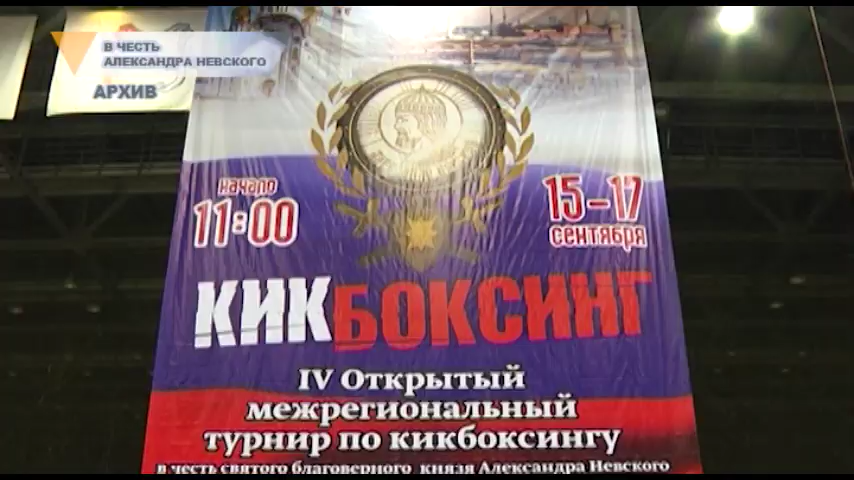 В ЧЕСТЬ
АЛЕКСАНДРА НЕВСКОГО
АРХИВ
начало
11:00
15-17
сентября
КИКБОКСИНГ
IV Открытый
межрегиональный
турнир по кикбоксингу
в честь святого благоверного князя Александра Невского